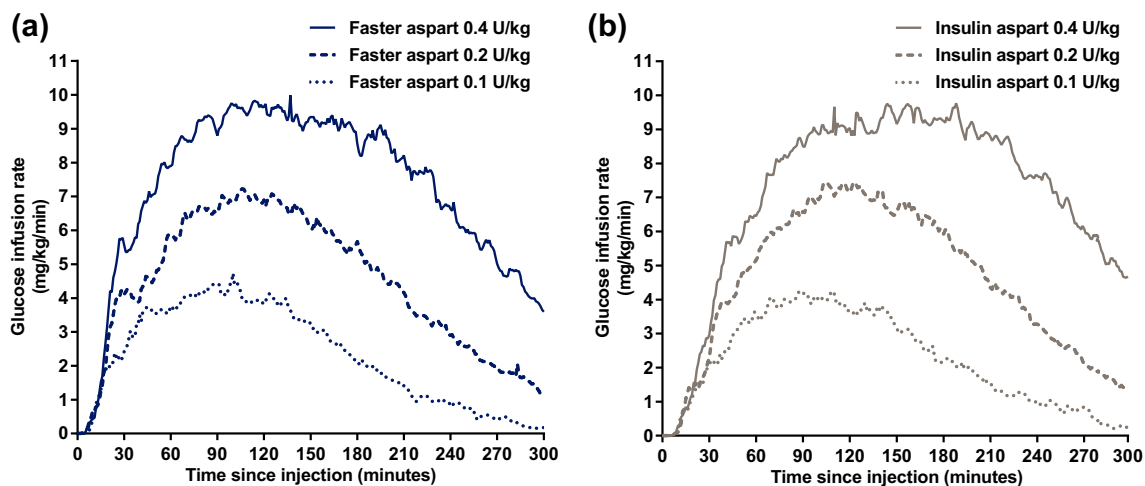 (a)
Faster aspart 0.4 U/kg
Faster aspart 0.2 U/kg
Faster aspart 0.1 U/kg
Glucose infusion rate
(mg/kg/min)
11
10
9
8
7
6
5
4
3
2
1
0
0 30 60 90 120 150 180 210 240 270 300
Time since injection (minutes)
(b)
Insulin aspart 0.4 U/kg
Insulin aspart 0.2 U/kg
Insulin aspart 0.1 U/kg
Glucose infusion rate
(mg/kg/min)
11
10
9
8
7
6
5
4
3
2
1
0
0 30 60 90 120 150 180 210 240 270 300
Time since injection (minutes)